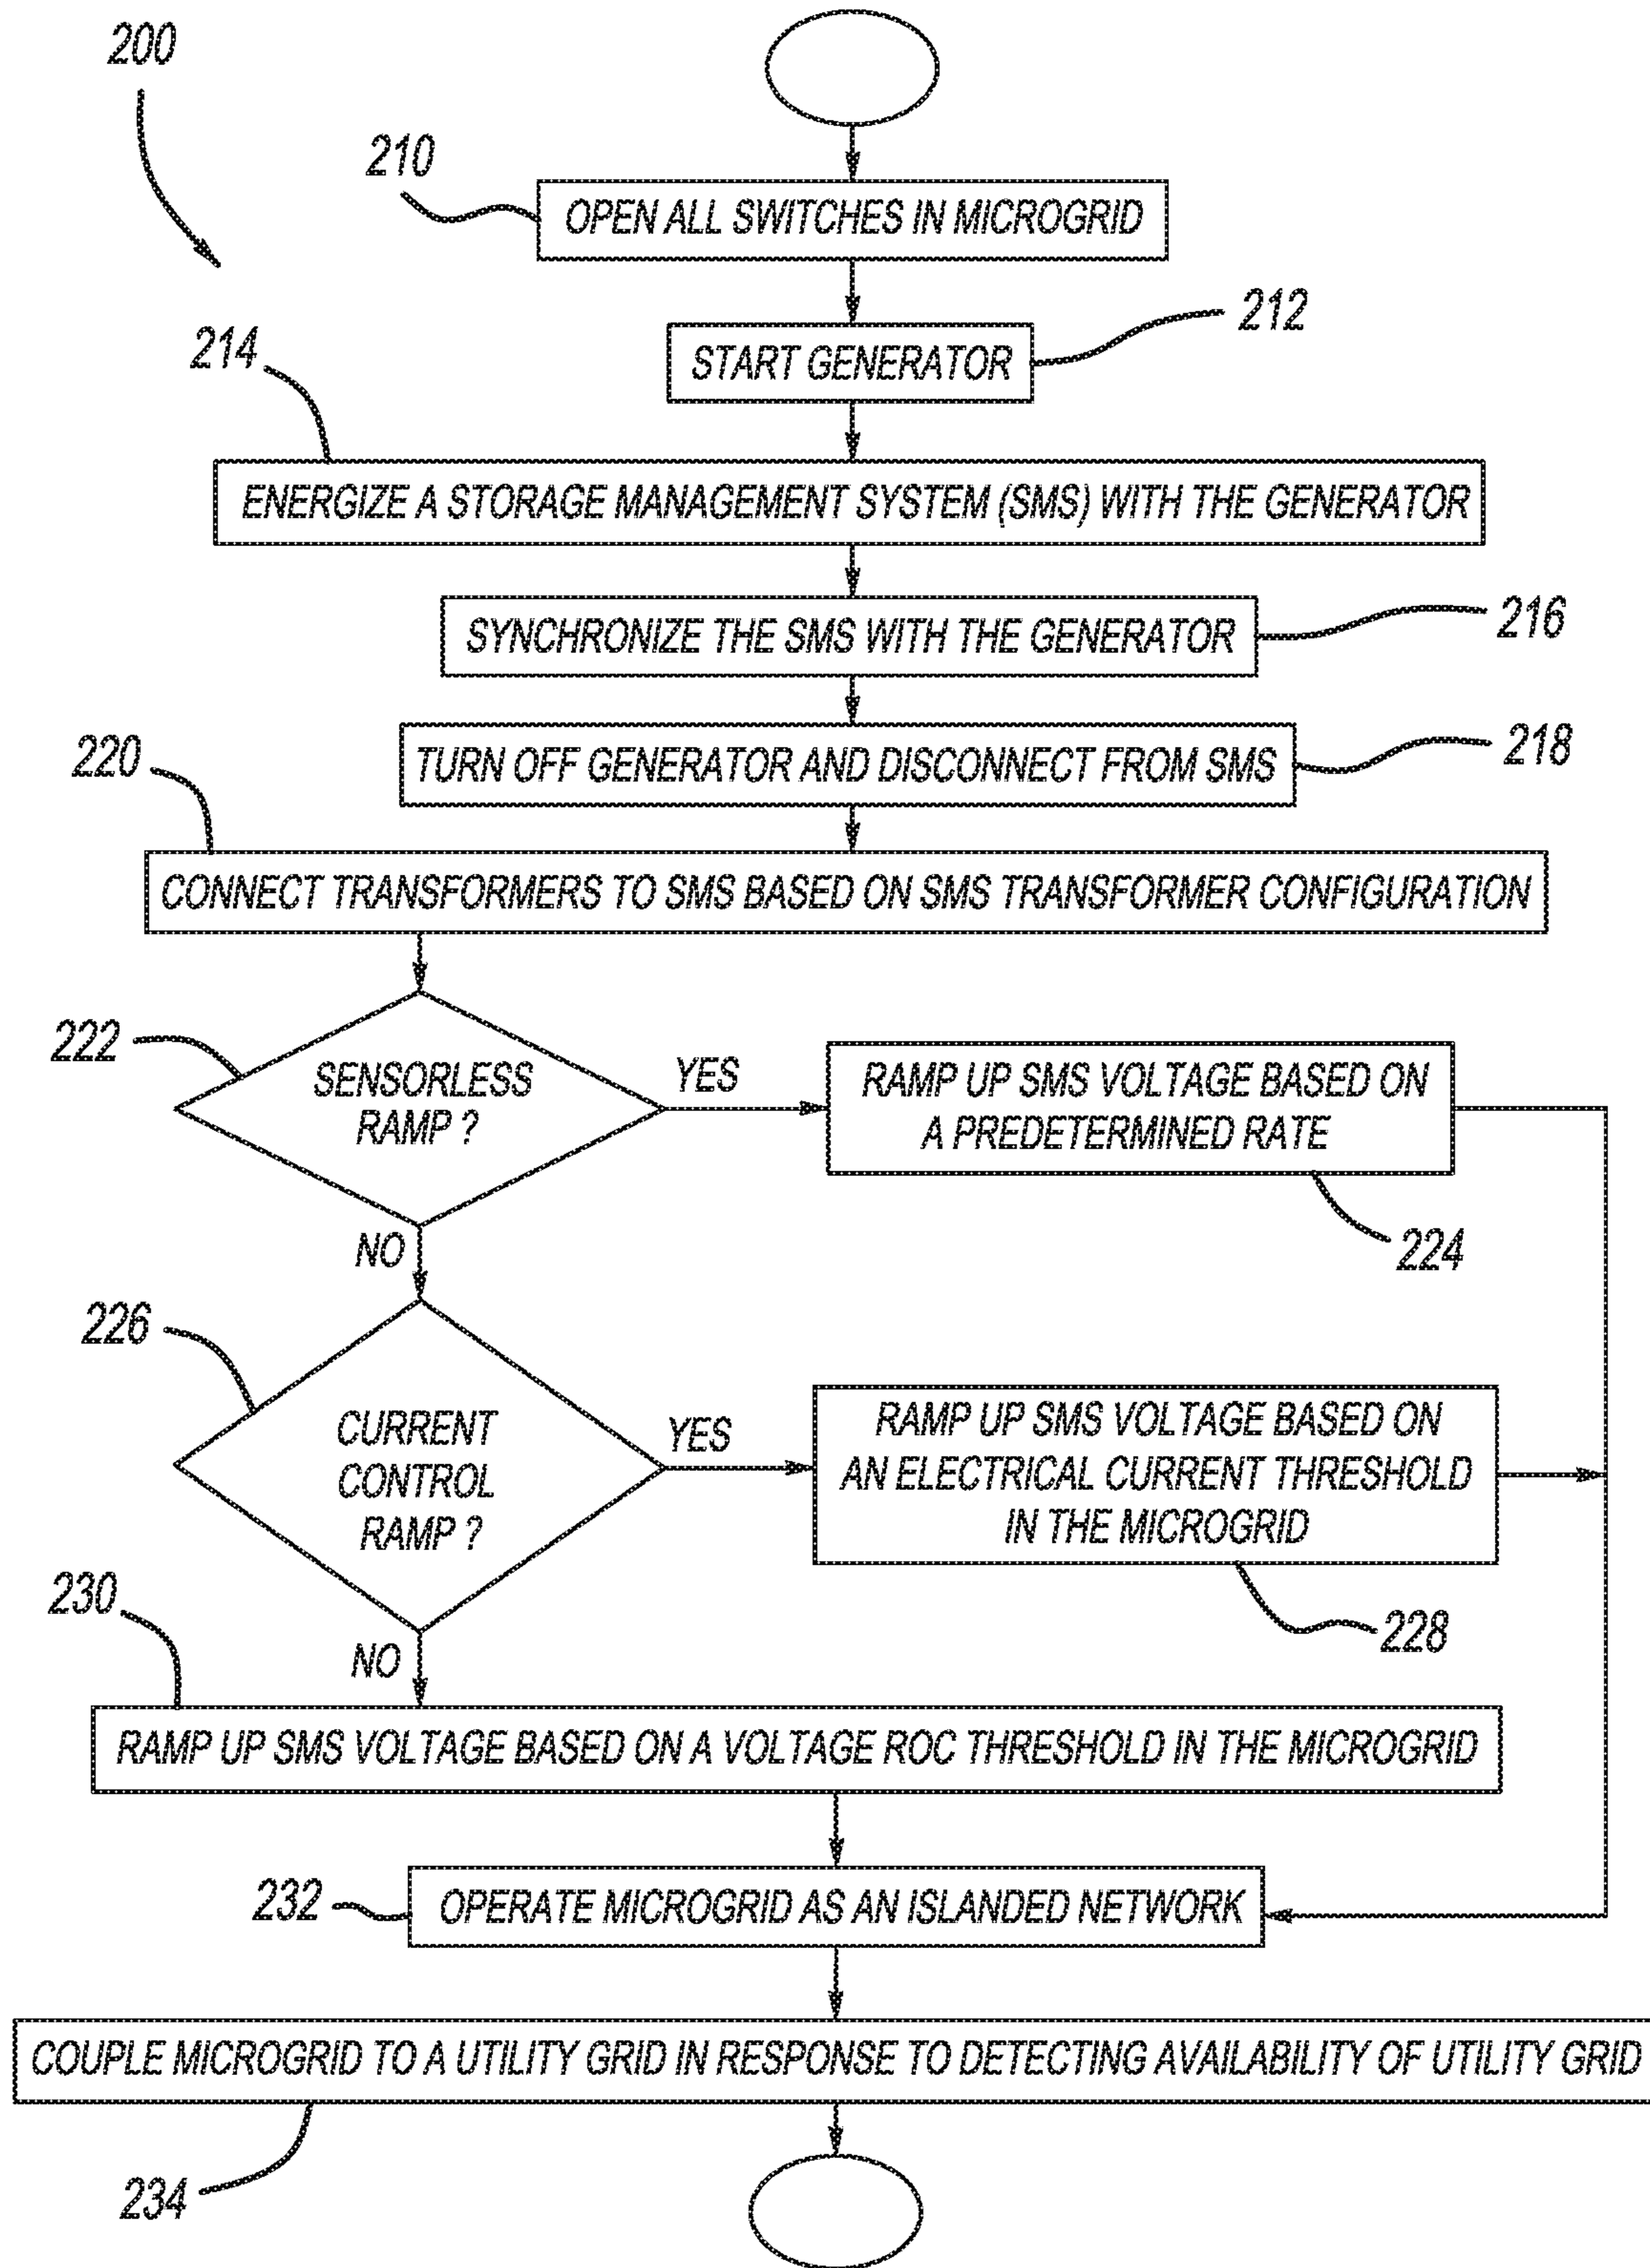 200
210
OPEN ALL SWITCHES IN MICROGRID
212
START GENERATOR
214
ENERGIZE A STORAGE MANAGEMENT SYSTEM (SMS) WITH THE GENERATOR
216
SYNCHRONIZE THE SMS WITH THE GENERATOR
218
TURN OFF GENERATOR AND DISCONNECT FROM SMS
220
CONNECT TRANSFORMERS TO SMS BASED ON SMS TRANSFORMER CONFIGURATION
222
SENSORLESS
RAMP ?
YES
RAMP UP SMS VOLTAGE BASED ON
A PREDETERMINED RATE
224
NO
226
CURRENT
CONTROL
RAMP ?
YES
RAMP UP SMS VOLTAGE BASED ON
AN ELECTRICAL CURRENT THRESHOLD
IN THE MICROGRID
228
NO
230
RAMP UP SMS VOLTAGE BASED ON A VOLTAGE ROC THRESHOLD IN THE MICROGRID
232
OPERATE MICROGRID AS AN ISLANDED NETWORK
COUPLE MICROGRID TO A UTILITY GRID IN RESPONSE TO DETECTING AVAILABILITY OF UTILITY GRID
234